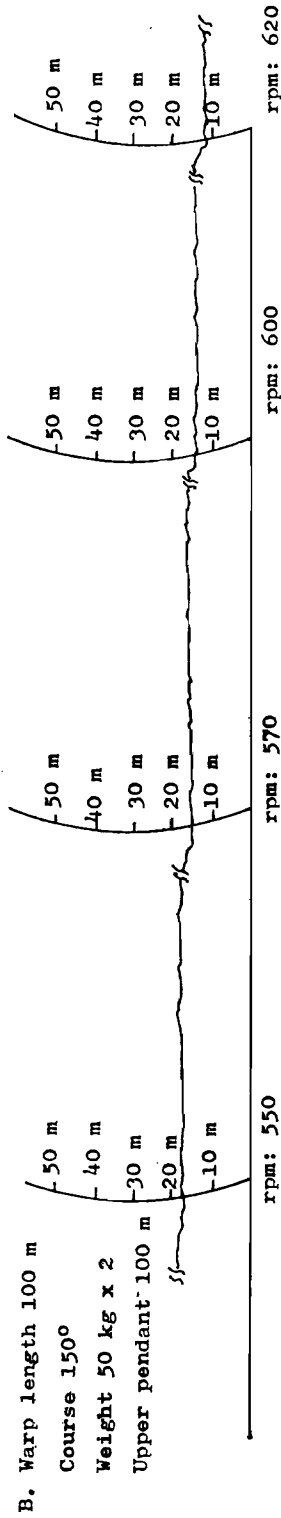 B. Warp length 100 m
Course 150°
Weight 50 kg x 2
Upper pendant 100 m
50 m
40 m
30 m
20 m
10 m
rpm: 550
50 m
40 m
30 m
20 m
10 m
rpm: 570
50 m
40 m
30 m
20 m
10 m
rpm: 600
50 m
40 m
30 m
20 m
10 m
rpm: 620